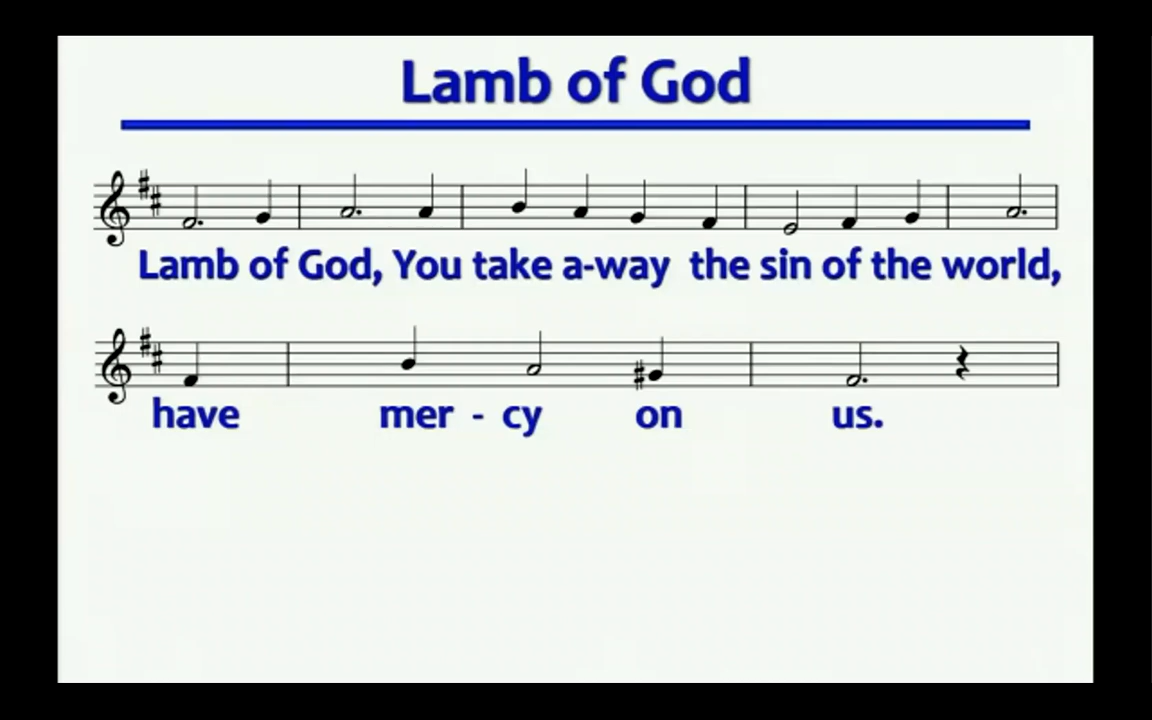 Lamb of God
Lamb of God, You take a-way the sin of the world,
have mer - cy on us.